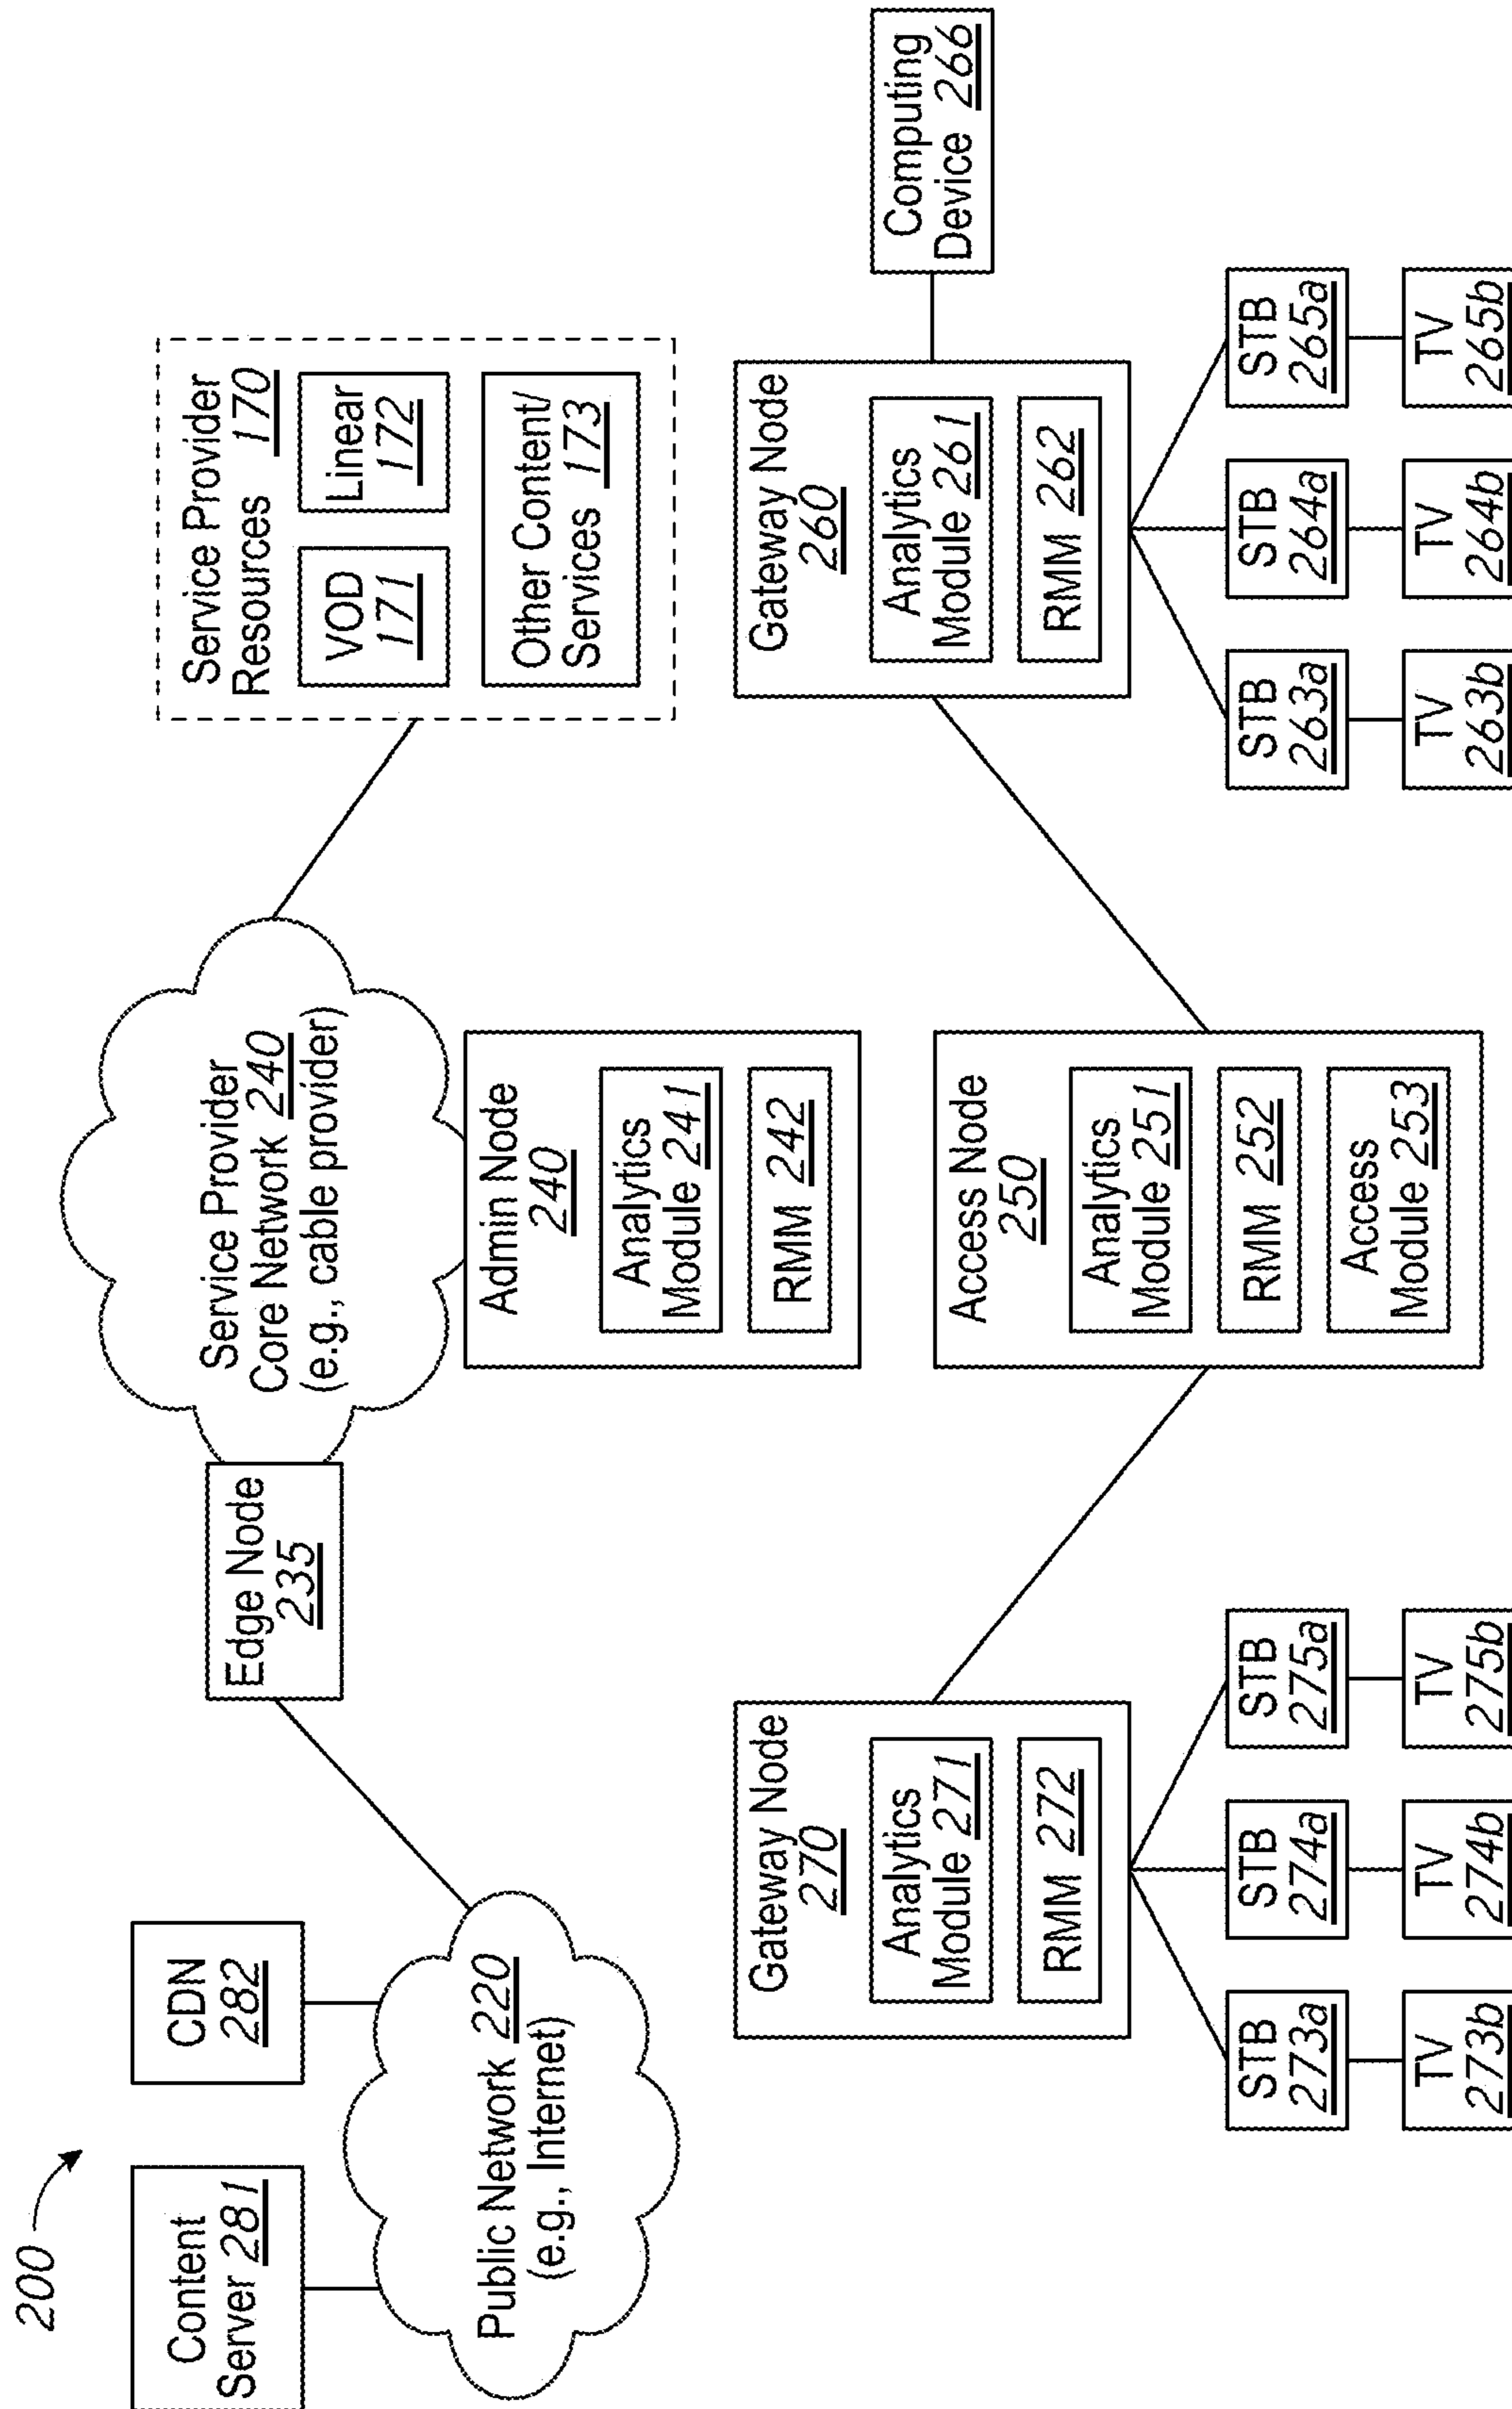 200
Content
Server 281
CDN
282
Public Network 220
(e.g., Internet)
Edge Node
235
Service Provider
Core Network 240
(e.g., cable provider)
Service Provider
Resources 170
VOD
171
Linear
172
Other Content/
Services 173
Admin Node
240
Analytics
Module 241
RMM 242
Gateway Node
270
Analytics
Module 271
RMM 272
STB
273a
STB
274a
STB
275a
TV
273b
TV
274b
TV
275b
Access Node
250
Analytics
Module 251
RMM 252
Access
Module 253
Gateway Node
260
Analytics
Module 261
RMM 262
Computing
Device 266
STB
263a
STB
264a
STB
265a
TV
263b
TV
264b
TV
265b